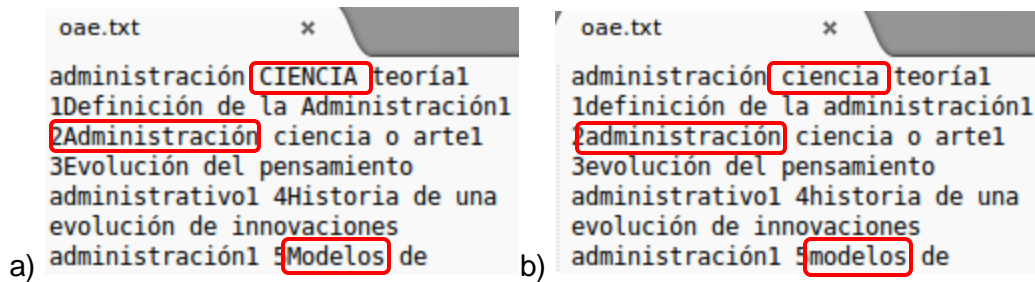 oae.txt ×
administración CIENCIA teoría1
1Definición de la Administración1
2Administración ciencia o arte1
3Evolución del pensamiento
administrativo1 4Historia de una
evolución de innovaciones
a) administración1 5Modelos de
oae.txt ×
administración ciencia teoría1
1definición de la administración1
2administración ciencia o arte1
3evolución del pensamiento
administrativo1 4historia de una
evolución de innovaciones
b) administración1 5modelos de